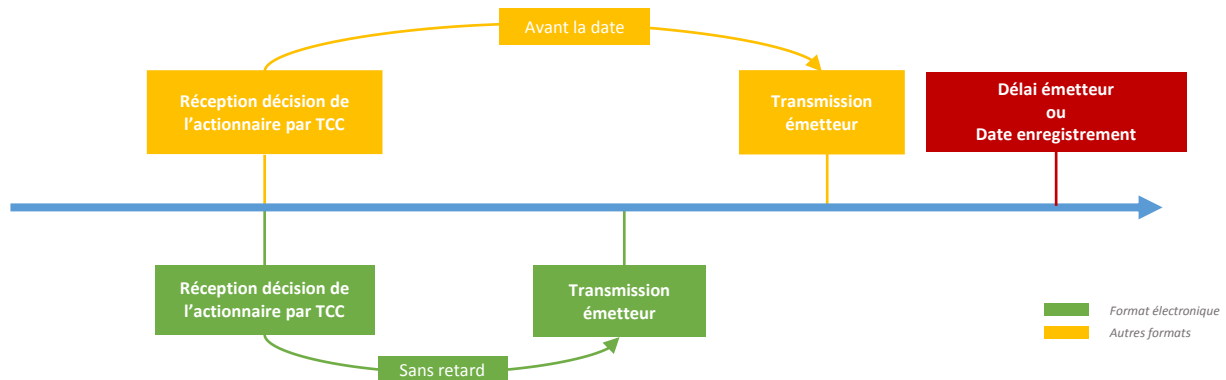 Avant la date
Réception décision de
l'actionnaire par TCC
Transmission
émetteur
Délai émetteur
ou
Date enregistrement
Réception décision de
l'actionnaire par TCC
Transmission
émetteur
Sans retard
Format électronique
Autres formats